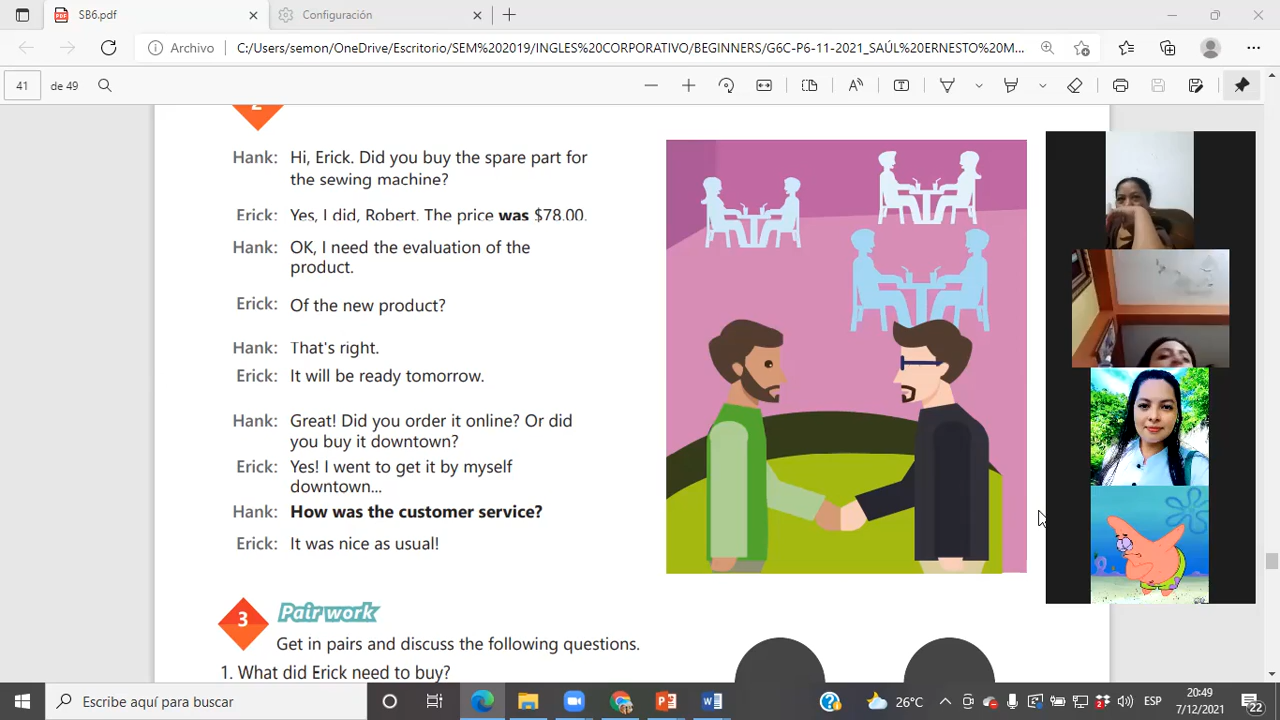 SB6.pdf
Configuración
Archivo
C:/Users/semon/OneDrive/Escritorio/SEM%202019/INGLES%20CORPORATIVO/BEGINNERS/G6C-P6-11-2021_SAÚL%20ERNESTO%20M...
41 de 49
2
Hank: Hi, Erick. Did you buy the spare part for
the sewing machine?
Erick: Yes, I did, Robert. The price was $78.00.
Hank: OK, I need the evaluation of the
product.
Erick: Of the new product?
Hank: That's right.
Erick: It will be ready tomorrow.
Hank: Great! Did you order it online? Or did
you buy it downtown?
Erick: Yes! I went to get it by myself
downtown...
Hank: How was the customer service?
Erick: It was nice as usual!
3 Pair work
Get in pairs and discuss the following questions.
1. What did Erick need to buy?
Escribe aquí para buscar
26°C
ESP
20:49
7/12/2021
22